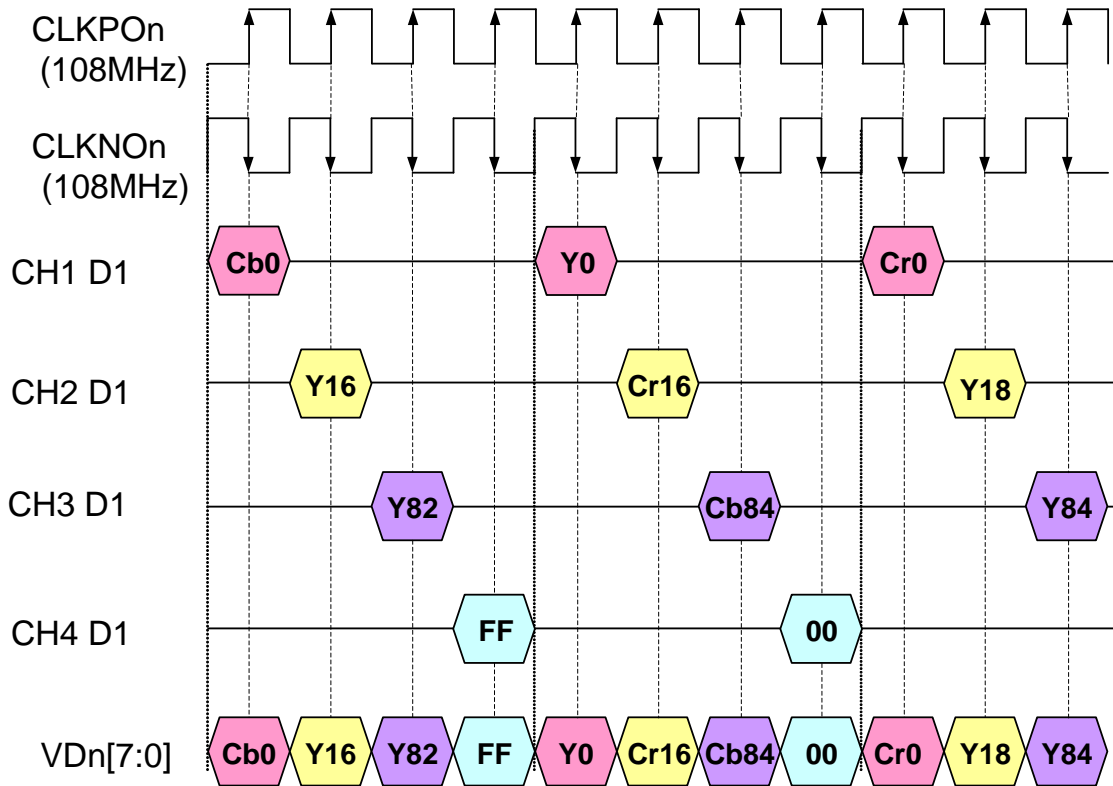 CLKPOn
(108MHz)
CLKNOn
(108MHz)
CH1 D1 Cb0 Y0 Cr0
CH2 D1 Y16 Cr16 Y18
CH3 D1 Y82 Cb84 Y84
CH4 D1 FF 00
VDn[7:0] Cb0 Y16 Y82 FF Y0 Cr16 Cb84 00 Cr0 Y18 Y84